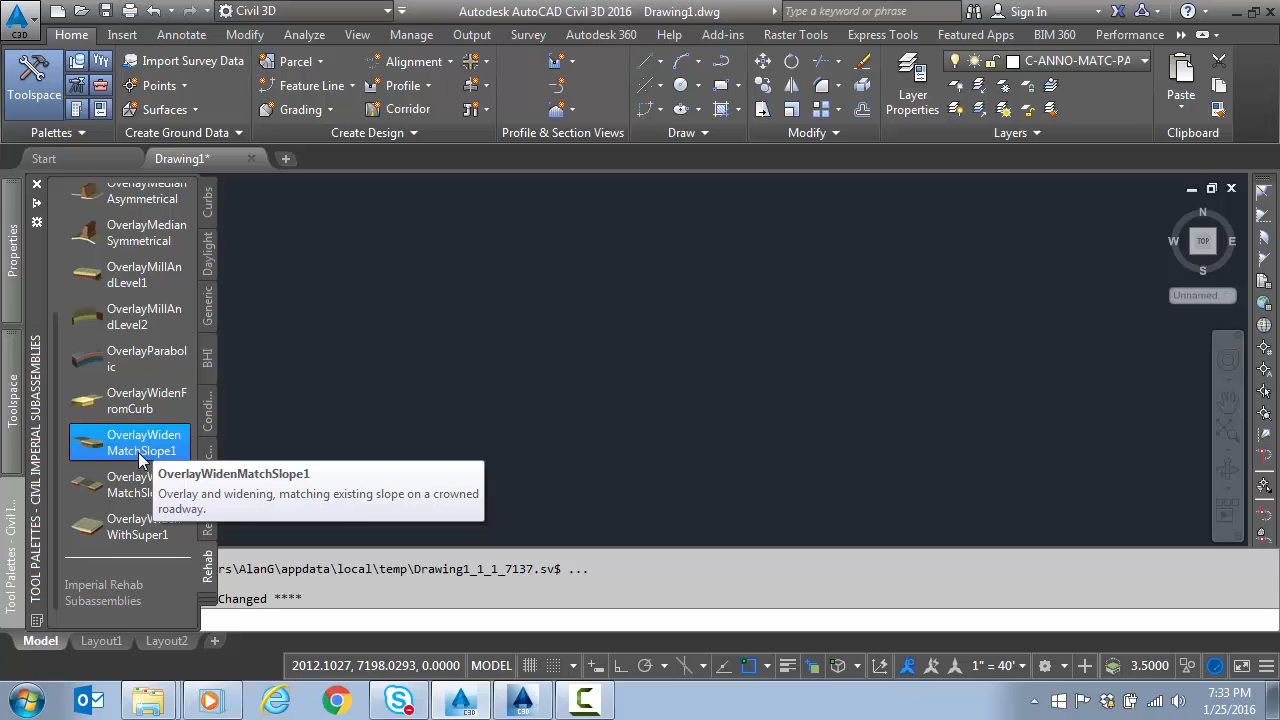 Civil 3D
Autodesk AutoCAD Civil 3D 2016 Drawing1.dwg
Type a keyword or phrase
Sign In
C3D
Home Insert Annotate Modify Analyze View Manage Output Survey Autodesk 360 Help Add-ins Raster Tools Express Tools Featured Apps BIM 360 Performance
Toolspace
Import Survey Data
Points
Surfaces
Parcel
Feature Line
Grading
Alignment
Profile
Corridor
Layer
Properties
C-ANNO-MATC-PA
Paste
Palettes
Create Ground Data
Create Design
Profile & Section Views
Draw
Modify
Layers
Clipboard
Start
Drawing1*
Properties
Toolspace
Tool Palettes - Civil I...
TOOL PALETTES - CIVIL IMPERIAL SUBASSEMBLIES
OverlayMedian
Asymmetrical
OverlayMedian
Symmetrical
OverlayMillAn
dLevel1
OverlayMillAn
dLevel2
OverlayParabol
ic
OverlayWidenF
romCurb
OverlayWiden
MatchSlope1
WithSuper1
Imperial Rehab
Subassemblies
Curbs
Daylight
Generic
BHI
Condi...
Rehab
OverlayWidenMatchSlope1
Overlay and widening, matching existing slope on a crowned
roadway.
N
W TOP E
S
Unnamed
rs\AlanG\appdata\local\temp\Drawing1_1_1_7137.sv$ ...
Changed ****
Model Layout1 Layout2
2012.1027, 7198.0293, 0.0000 MODEL
1" = 40'
3.5000
7:33 PM
1/25/2016